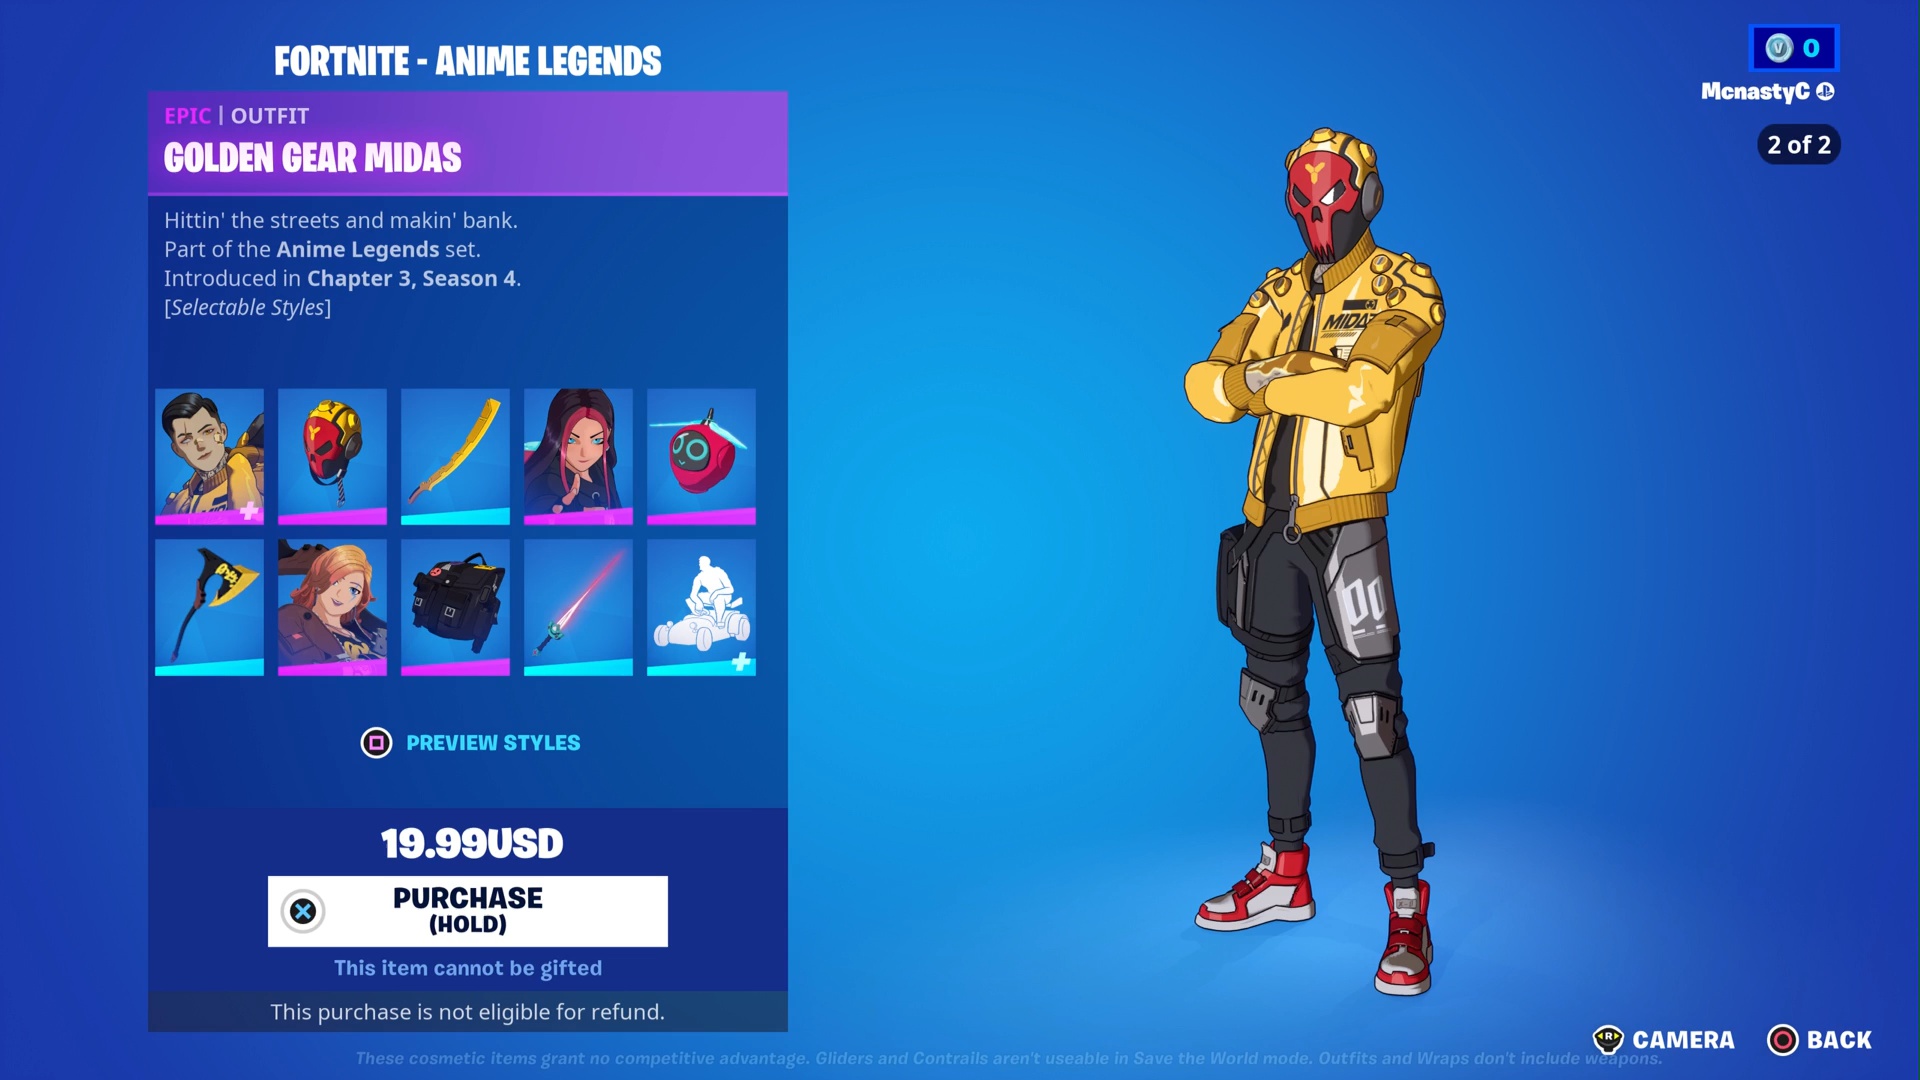 FORTNITE - ANIME LEGENDS
EPIC | OUTFIT
GOLDEN GEAR MIDAS
Hittin' the streets and makin' bank.
Part of the Anime Legends set.
Introduced in Chapter 3, Season 4.
[Selectable Styles]
PREVIEW STYLES
19.99USD
PURCHASE
(HOLD)
This item cannot be gifted
This purchase is not eligible for refund.
0
McnastyC
2 of 2
MIDAS
CAMERA
BACK
These cosmetic items grant no competitive advantage. Gliders and Contrails aren't useable in Save the World mode. Outfits and Wraps don't include weapons.